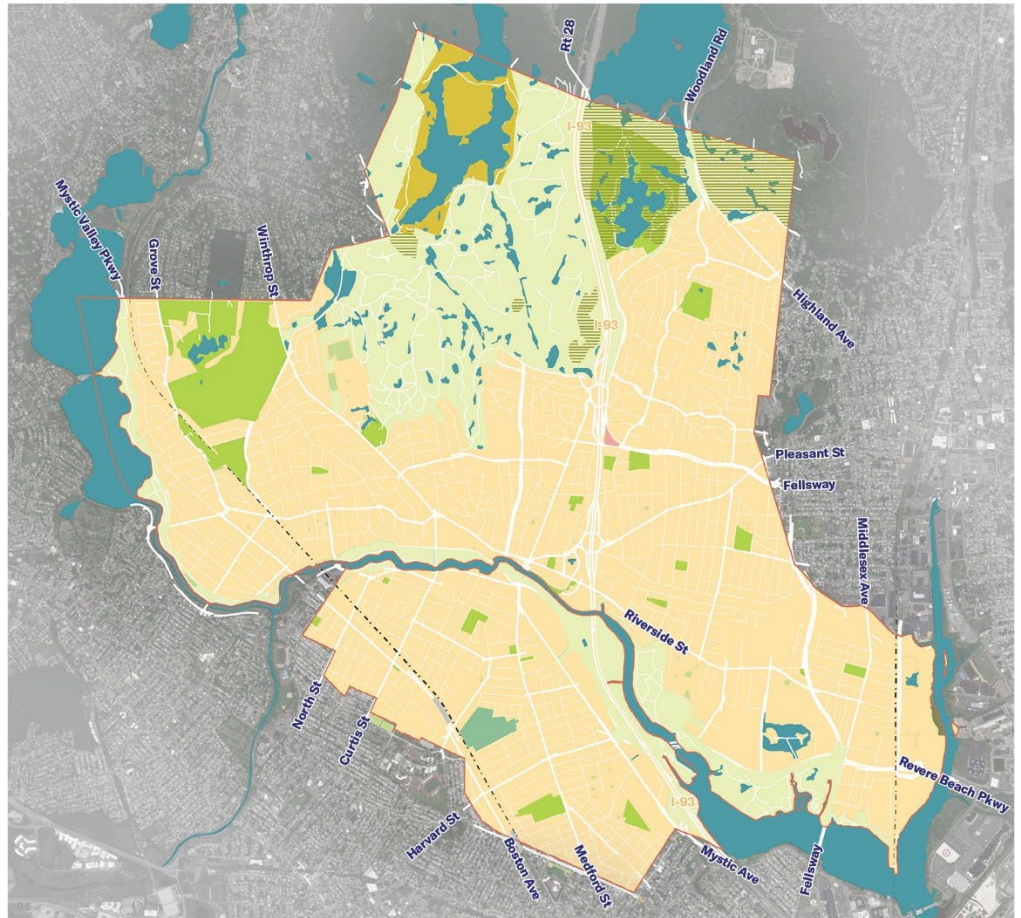 Rt 28
Woodland Rd
I-93
Mystic Valley Pkwy
Grove St
Winthrop St
Highland Ave
I-93
Pleasant St
Fellsway
Middlesex Ave
Riverside St
North St
Curtis St
Revere Beach Pkwy
I-93
Harvard St
Boston Ave
Medford St
Mystic Ave
Fellsway
0.5